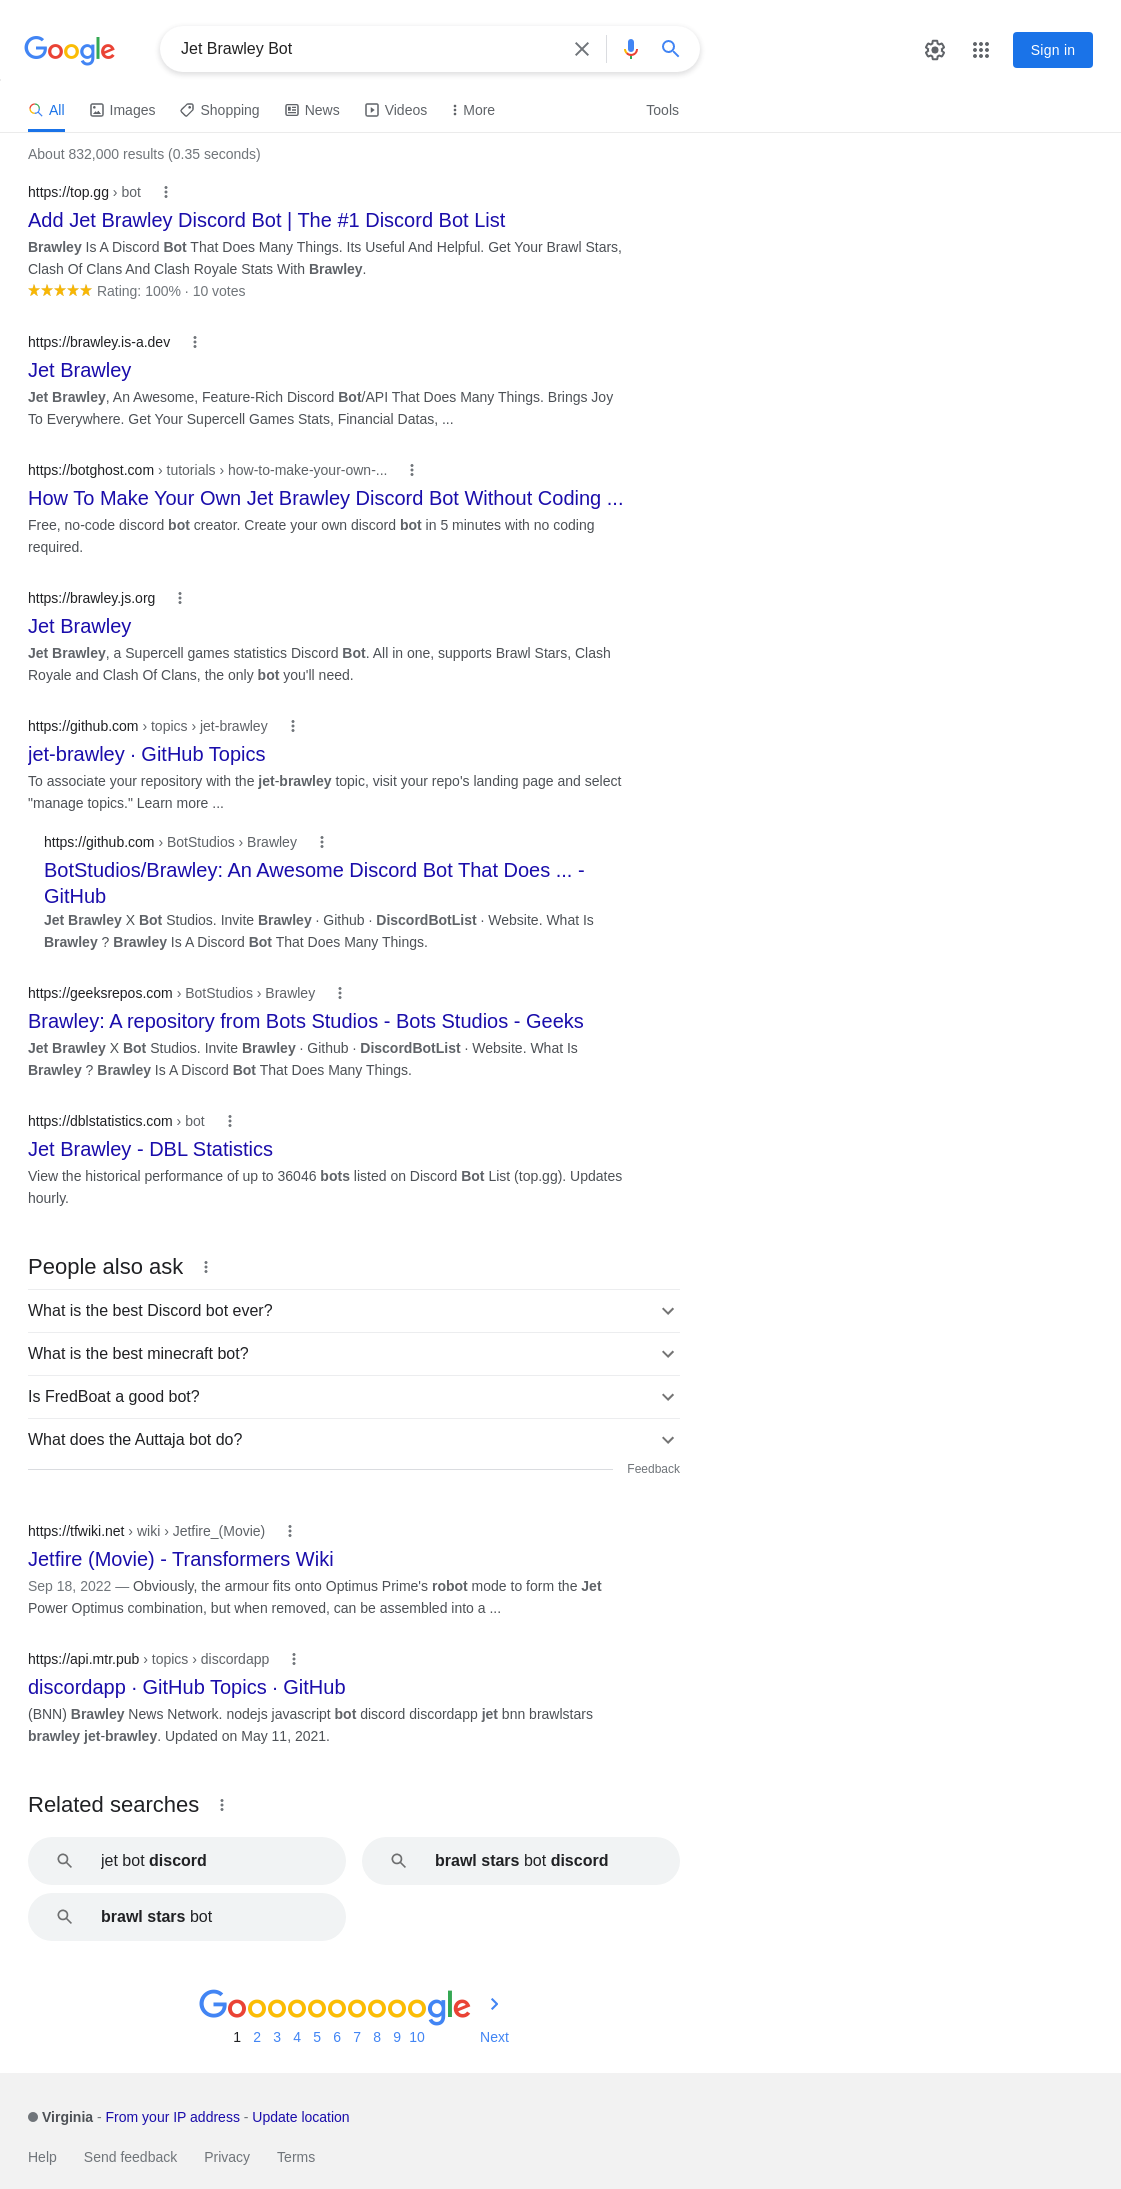 Google
Jet Brawley Bot
Sign in
All Images Shopping News Videos More Tools
About 832,000 results (0.35 seconds)
https://top.gg › bot
Add Jet Brawley Discord Bot | The #1 Discord Bot List
Brawley Is A Discord Bot That Does Many Things. Its Useful And Helpful. Get Your Brawl Stars,
Clash Of Clans And Clash Royale Stats With Brawley.
Rating: 100% · 10 votes
https://brawley.is-a.dev
Jet Brawley
Jet Brawley, An Awesome, Feature-Rich Discord Bot/API That Does Many Things. Brings Joy
To Everywhere. Get Your Supercell Games Stats, Financial Datas, ...
https://botghost.com › tutorials › how-to-make-your-own-...
How To Make Your Own Jet Brawley Discord Bot Without Coding ...
Free, no-code discord bot creator. Create your own discord bot in 5 minutes with no coding
required.
https://brawley.js.org
Jet Brawley
Jet Brawley, a Supercell games statistics Discord Bot. All in one, supports Brawl Stars, Clash
Royale and Clash Of Clans, the only bot you'll need.
https://github.com › topics › jet-brawley
jet-brawley · GitHub Topics
To associate your repository with the jet-brawley topic, visit your repo's landing page and select
"manage topics." Learn more ...
https://github.com › BotStudios › Brawley
BotStudios/Brawley: An Awesome Discord Bot That Does ... -
GitHub
Jet Brawley X Bot Studios. Invite Brawley · Github · DiscordBotList · Website. What Is
Brawley ? Brawley Is A Discord Bot That Does Many Things.
https://geeksrepos.com › BotStudios › Brawley
Brawley: A repository from Bots Studios - Bots Studios - Geeks
Jet Brawley X Bot Studios. Invite Brawley · Github · DiscordBotList · Website. What Is
Brawley ? Brawley Is A Discord Bot That Does Many Things.
https://dblstatistics.com › bot
Jet Brawley - DBL Statistics
View the historical performance of up to 36046 bots listed on Discord Bot List (top.gg). Updates
hourly.
People also ask
What is the best Discord bot ever?
What is the best minecraft bot?
Is FredBoat a good bot?
What does the Auttaja bot do?
Feedback
https://tfwiki.net › wiki › Jetfire_(Movie)
Jetfire (Movie) - Transformers Wiki
Sep 18, 2022 — Obviously, the armour fits onto Optimus Prime's robot mode to form the Jet
Power Optimus combination, but when removed, can be assembled into a ...
https://api.mtr.pub › topics › discordapp
discordapp · GitHub Topics · GitHub
(BNN) Brawley News Network. nodejs javascript bot discord discordapp jet bnn brawlstars
brawley jet-brawley. Updated on May 11, 2021.
Related searches
jet bot discord
brawl stars bot discord
brawl stars bot
Goooooooooogle
1 2 3 4 5 6 7 8 9 10 Next
Virginia - From your IP address - Update location
Help Send feedback Privacy Terms